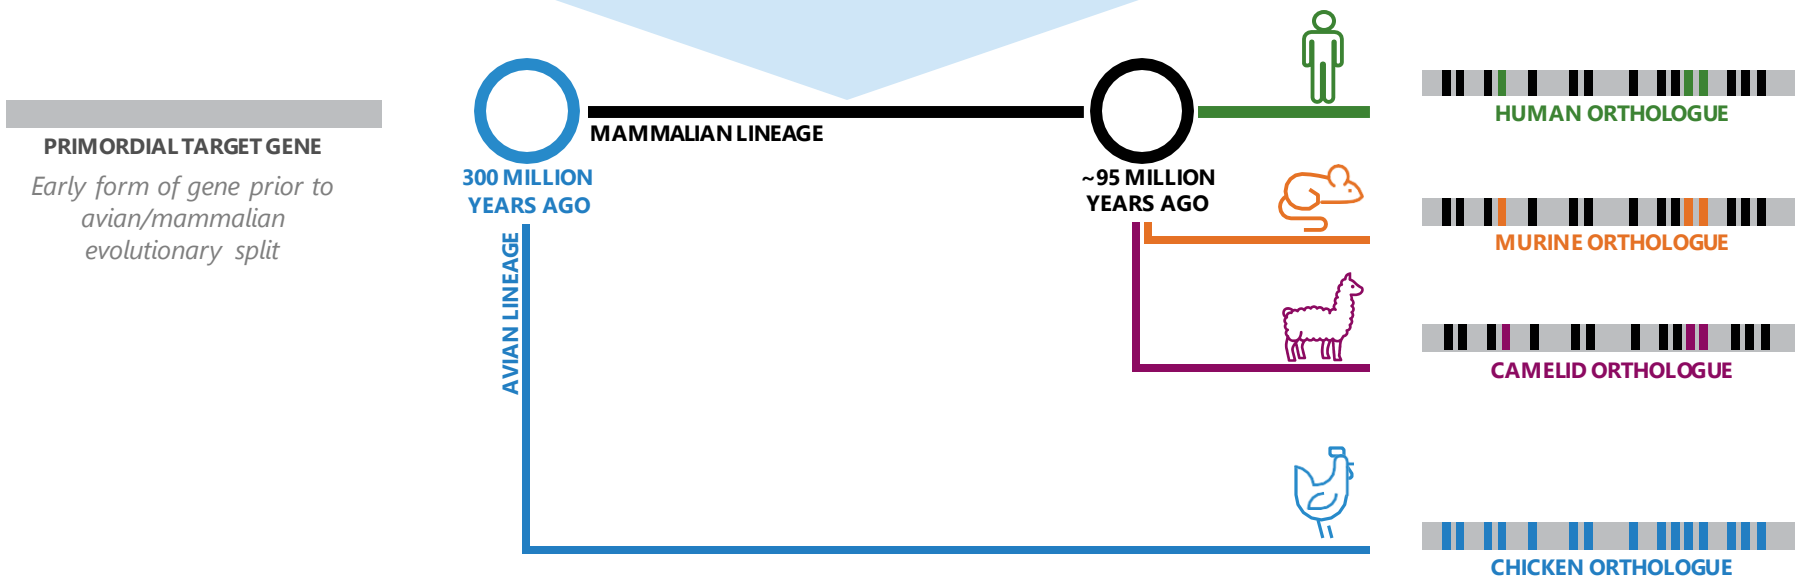 PRIMORDIAL TARGET GENE
Early form of gene prior to
avian/mammalian
evolutionary split
300 MILLION
YEARS AGO
MAMMALIAN LINEAGE
AVIAN LINEAGE
~95 MILLION
YEARS AGO
HUMAN ORTHOLOGUE
MURINE ORTHOLOGUE
CAMELID ORTHOLOGUE
CHICKEN ORTHOLOGUE